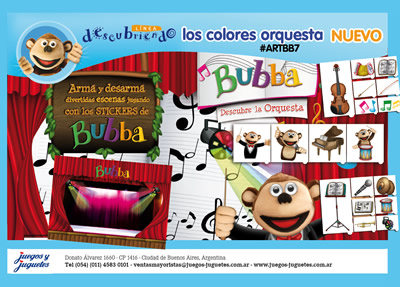 LÍNEA
descubriendo los colores orquesta NUEVO
#ARTBB7
Armá y desarmá
divertidas escenas jugando
con los STICKERS de
Bubba
Bubba
Bubba
Descubre la Orquesta
juegos y
juguetes
Donato Álvarez 1660 - CP 1416 - Ciudad de Buenos Aires, Argentina
Tel (054) (011) 4583 0101 - ventasmayoristas@juegos-juguetes.com.ar - www.juegos-juguetes.com.ar